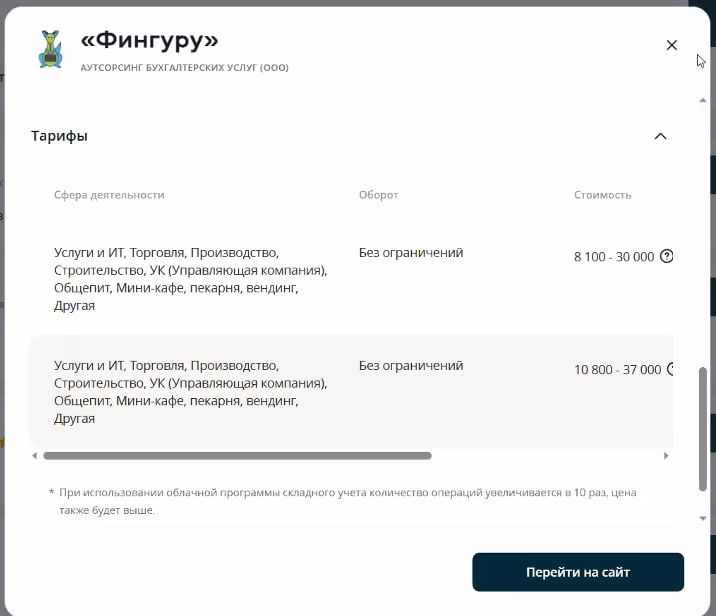 «Фингуру»
АУТСОРСИНГ БУХГАЛТЕРСКИХ УСЛУГ (ООО)
Тарифы
Сфера деятельности Оборот Стоимость
Услуги и ИТ, Торговля, Производство,
Строительство, УК (Управляющая компания),
Общепит, Мини-кафе, пекарня, вендинг,
Другая
Без ограничений
8 100 - 30 000
Услуги и ИТ, Торговля, Производство,
Строительство, УК (Управляющая компания),
Общепит, Мини-кафе, пекарня, вендинг,
Другая
Без ограничений
10 800 - 37 000
* При использовании облачной программы складного учета количество операций увеличивается в 10 раз, цена
также будет выше.
Перейти на сайт